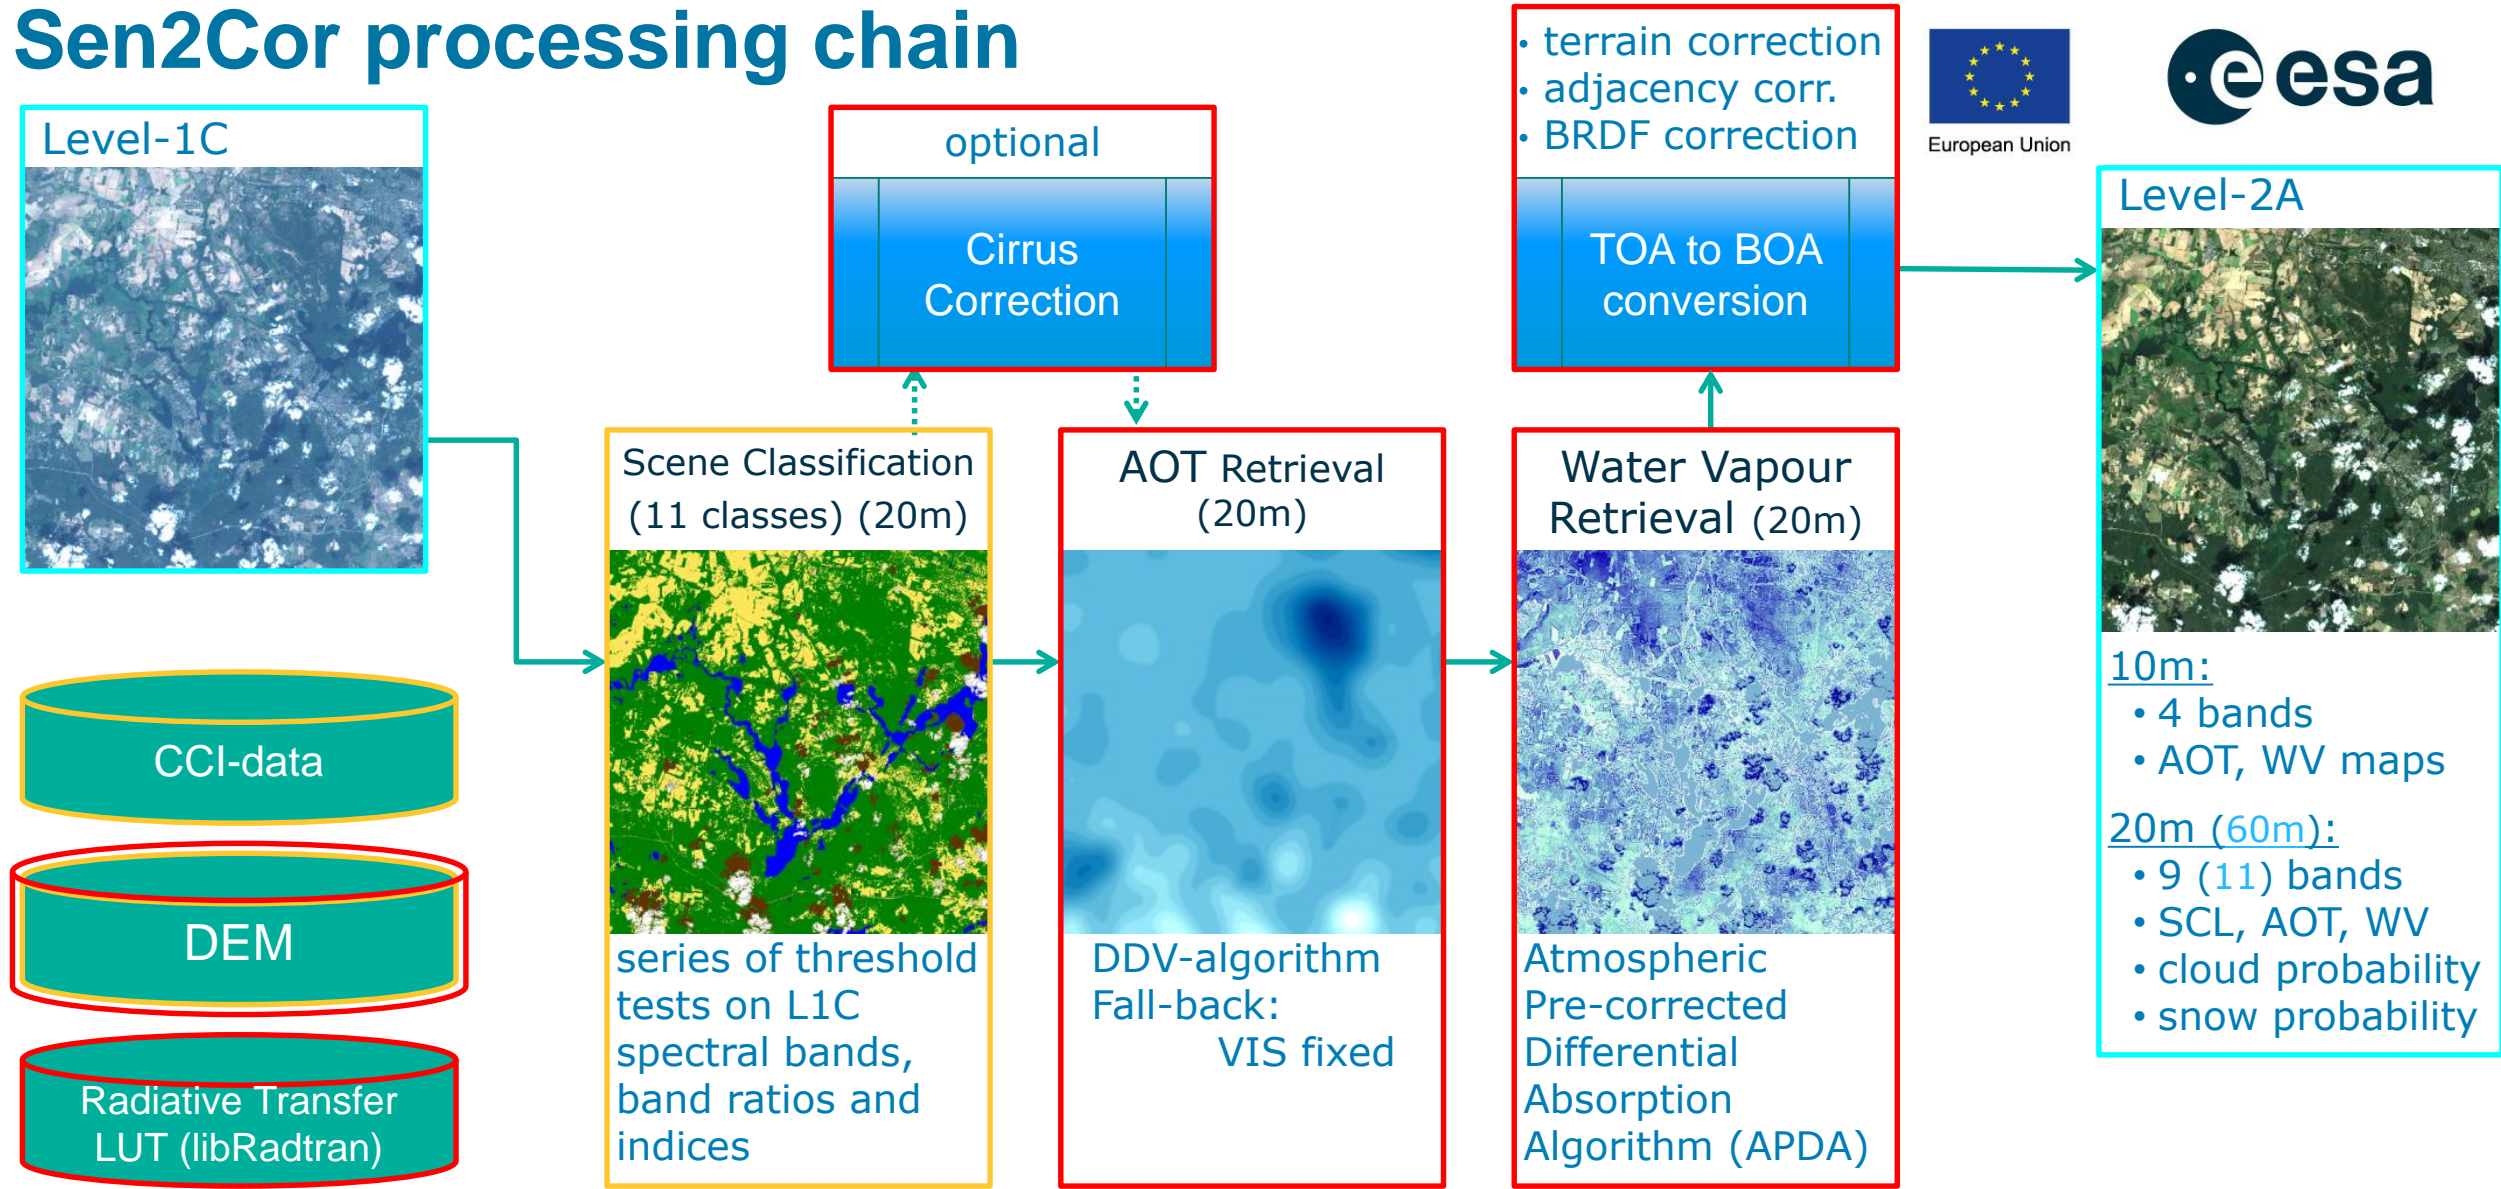 Sen2Cor processing chain
Level-1C
optional
Cirrus
Correction
• terrain correction
• adjacency corr.
• BRDF correction
TOA to BOA
conversion
European Union
esa
Level-2A
Scene Classification
(11 classes) (20m)
series of threshold
tests on L1C
spectral bands,
band ratios and
indices
AOT Retrieval
(20m)
DDV-algorithm
Fall-back:
VIS fixed
Water Vapour
Retrieval (20m)
Atmospheric
Pre-corrected
Differential
Absorption
Algorithm (APDA)
10m:
• 4 bands
• AOT, WV maps
20m (60m):
• 9 (11) bands
• SCL, AOT, WV
• cloud probability
• snow probability
CCI-data
DEM
Radiative Transfer
LUT (libRadtran)